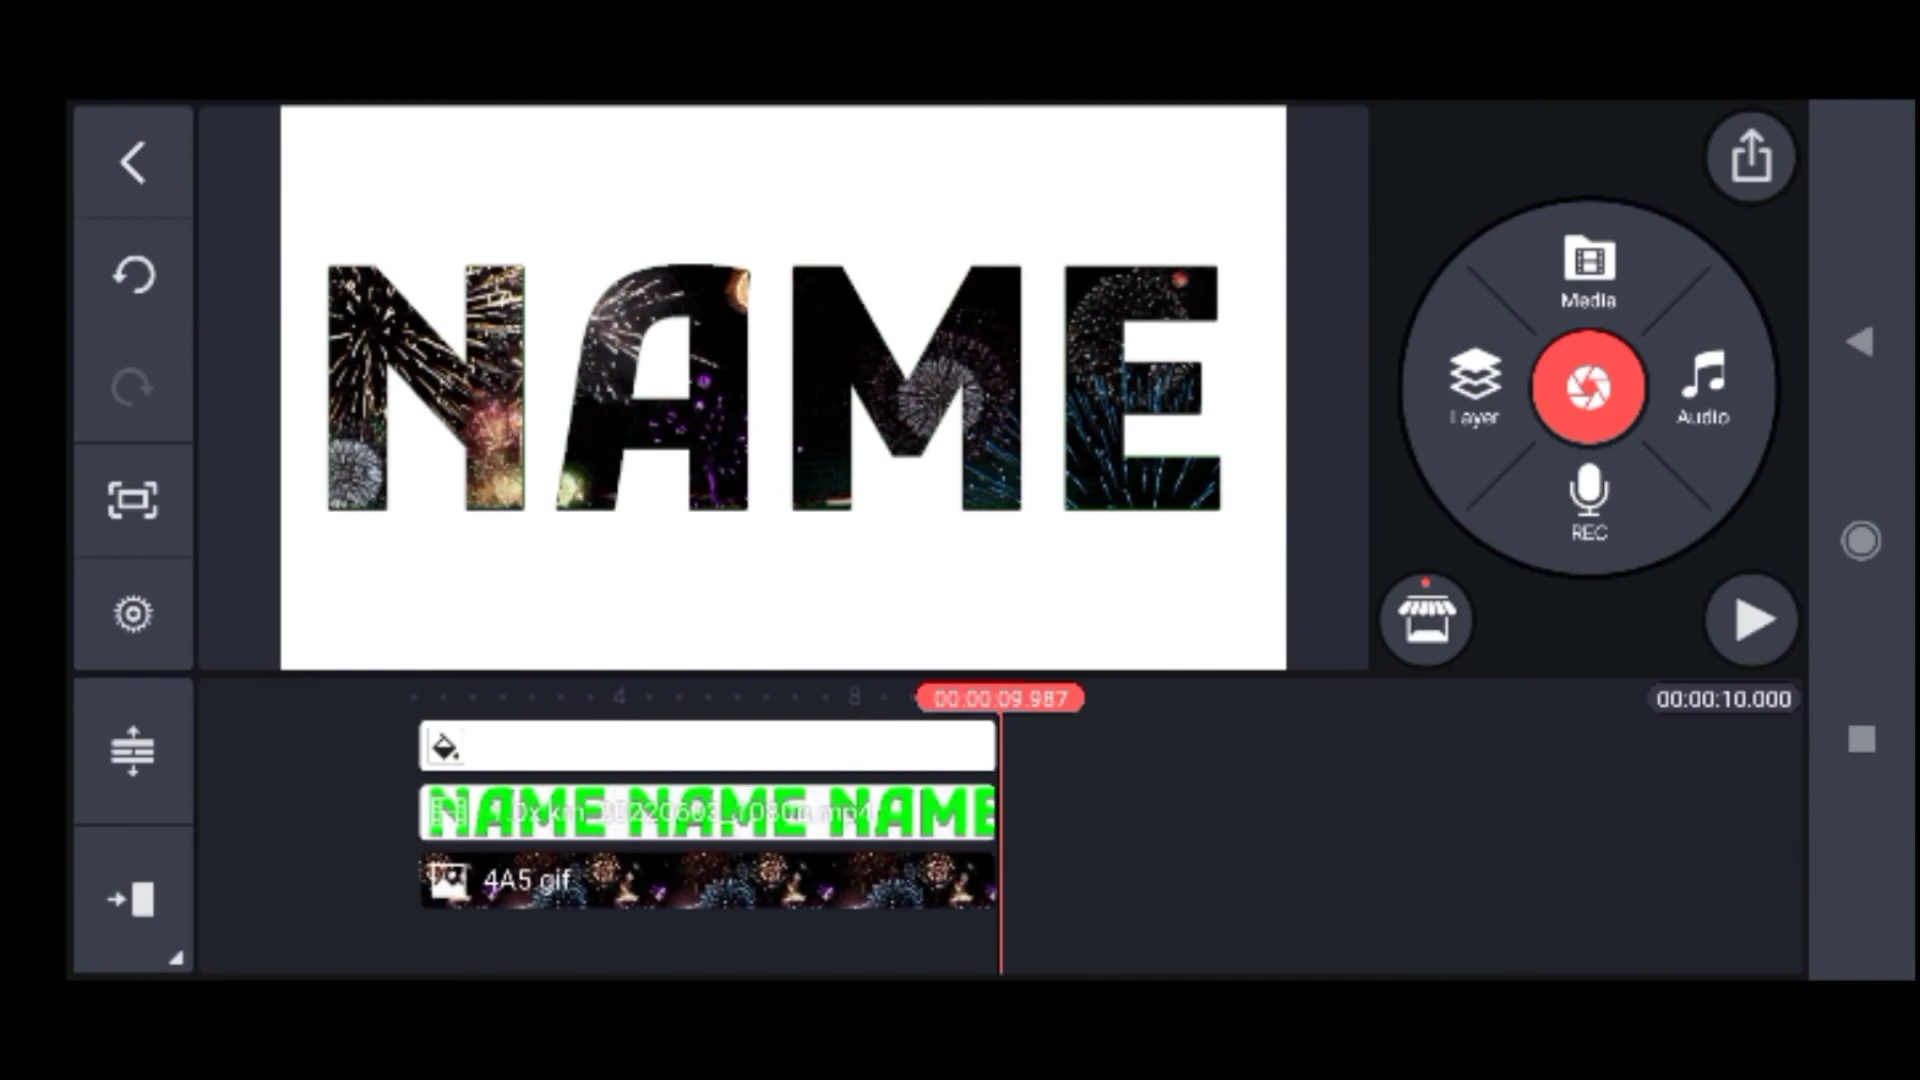 NAME
Media
Layer
Audio
REC
4
8
00:00:09.987
00:00:10.000
NAME NAME NAME
4A5.gif